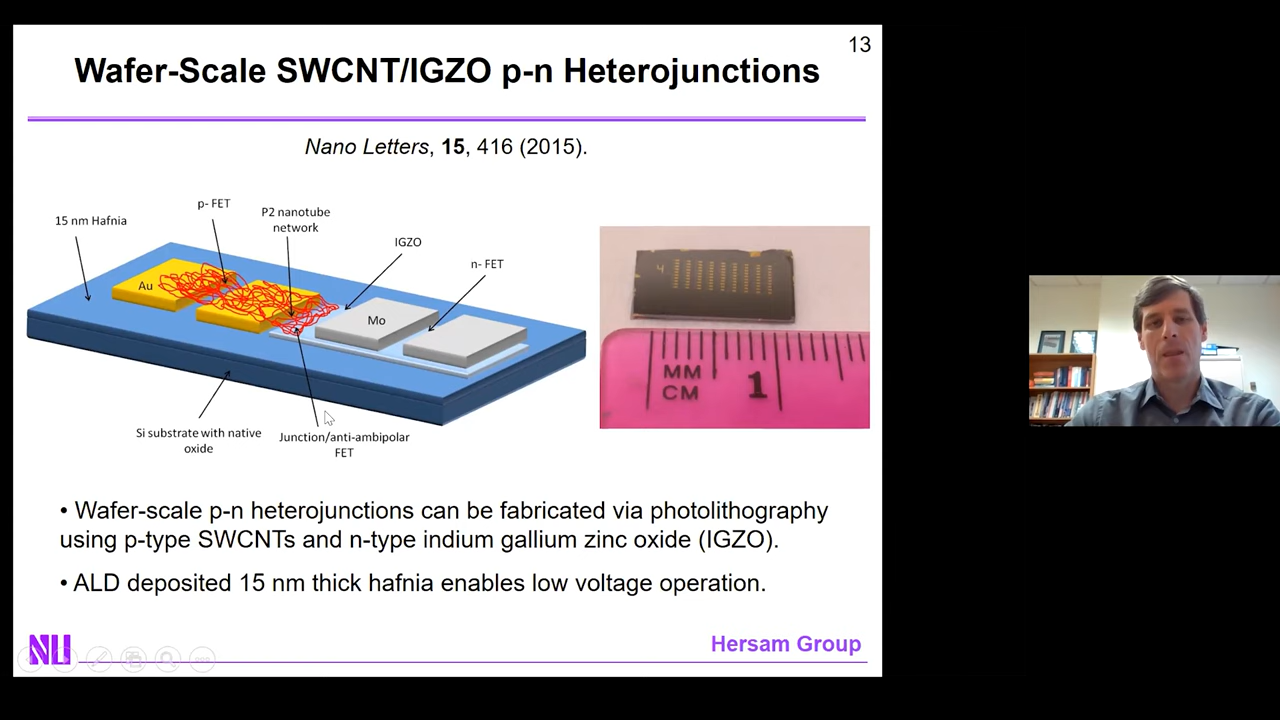 13
Wafer-Scale SWCNT/IGZO p-n Heterojunctions
Nano Letters, 15, 416 (2015).
15 nm Hafnia
p- FET
P2 nanotube
network
IGZO
n- FET
Au
Mo
Si substrate with native
oxide
Junction/anti-ambipolar
FET
4
MM
CM
1
• Wafer-scale p-n heterojunctions can be fabricated via photolithography
using p-type SWCNTs and n-type indium gallium zinc oxide (IGZO).
• ALD deposited 15 nm thick hafnia enables low voltage operation.
NU
Hersam Group